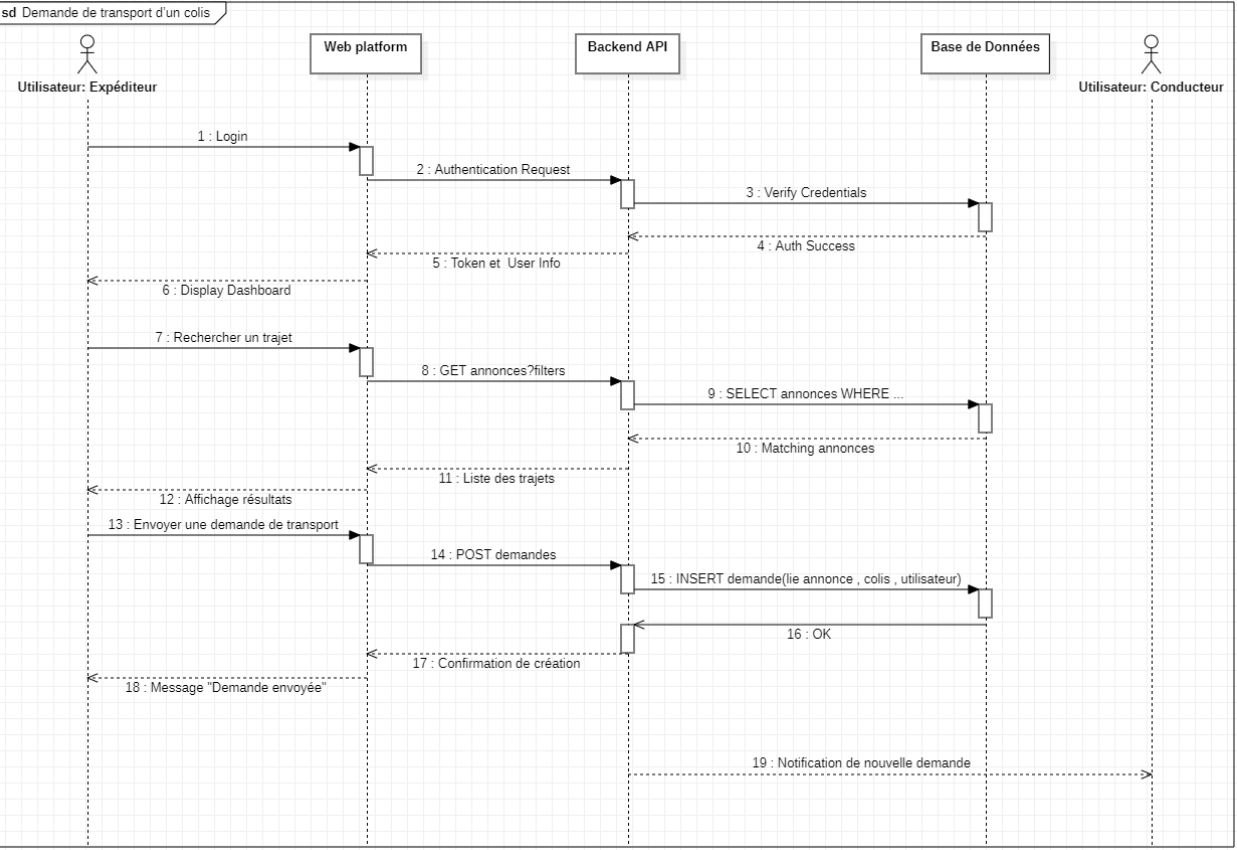 sd Demande de transport d'un colis
Utilisateur: Expéditeur
Web platform
Backend API
Base de Données
Utilisateur: Conducteur
1 : Login
2 : Authentication Request
3 : Verify Credentials
4 : Auth Success
5 : Token et User Info
6 : Display Dashboard
7 : Rechercher un trajet
8 : GET annonces?filters
9 : SELECT annonces WHERE ...
10 : Matching annonces
11 : Liste des trajets
12 : Affichage résultats
13 : Envoyer une demande de transport
14 : POST demandes
15 : INSERT demande(lie annonce , colis , utilisateur)
16 : OK
17 : Confirmation de création
18 : Message "Demande envoyée"
19 : Notification de nouvelle demande